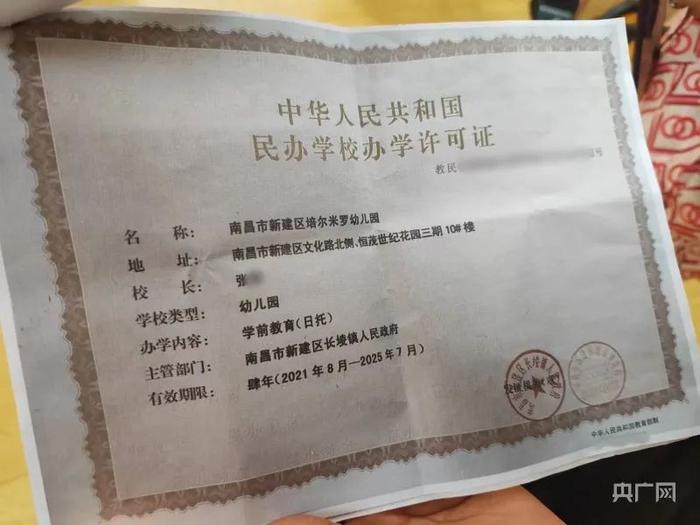 中华人民共和国
民办学校办学许可证
教民 号
名称： 南昌市新建区培尔米罗幼儿园
地址： 南昌市新建区文化路北侧、恒茂世纪花园三期10#楼
校长： 张
学校类型： 幼儿园
办学内容： 学前教育（日托）
主管部门： 南昌市新建区长堎镇人民政府
有效期限： 肆年（2021年8月—2025年7月）
中华人民共和国教育部制
央广网